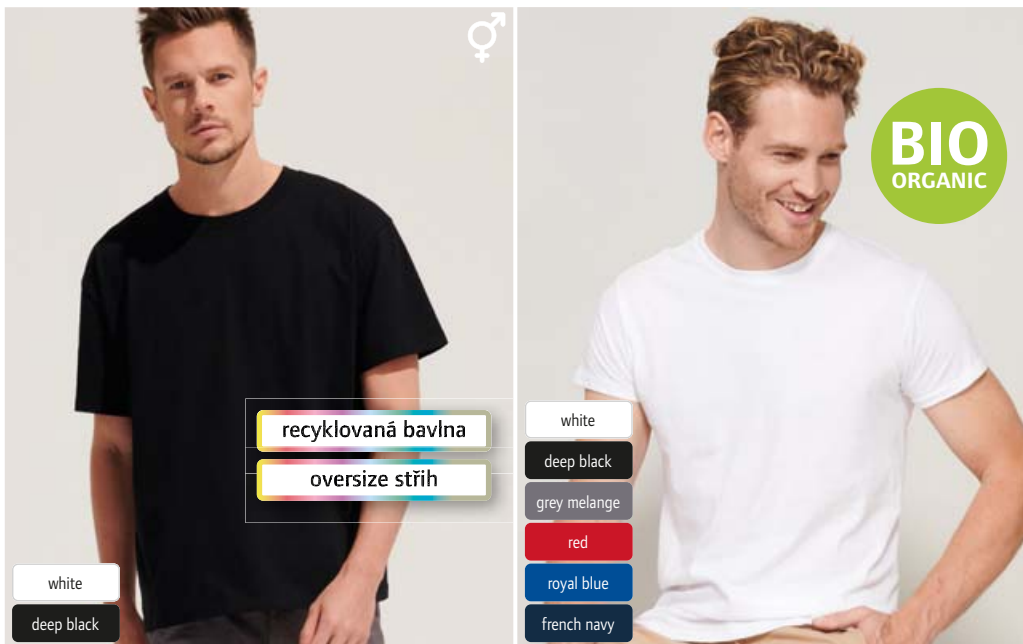 recyklovaná bavlna
oversize střih
white
deep black
BIO
ORGANIC
white
deep black
grey melange
red
royal blue
french navy